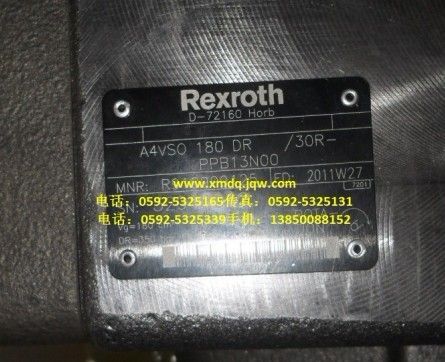 Rexroth
D-72160 Horb
A4VSO 180 DR /30R-
PPB13N00
MNR: FD: 2011W27
7201
www.xmdq.jqw.com
电话：0592-5325165传真：0592-5325131
电话：0592-5325339手机：13850088152